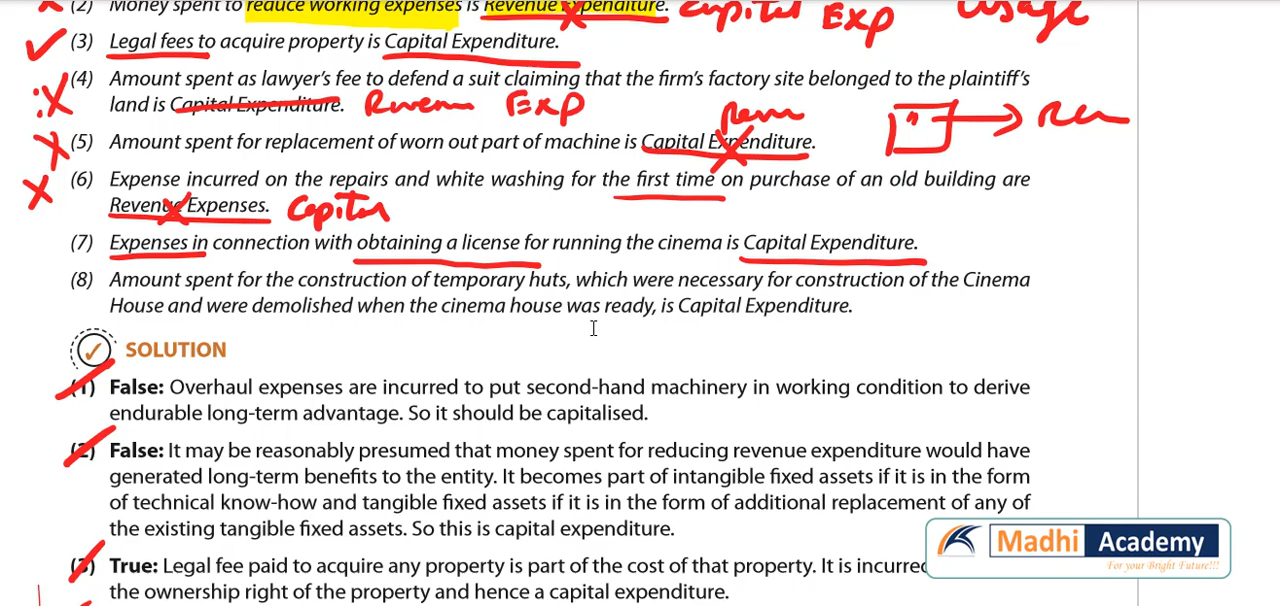 (2) Money spent to reduce working expenses is Revenue Expenditure. Capital Exp Usage
(3) Legal fees to acquire property is Capital Expenditure.
(4) Amount spent as lawyer's fee to defend a suit claiming that the firm's factory site belonged to the plaintiff's
land is Capital Expenditure. Revenue Exp
(5) Amount spent for replacement of worn out part of machine is Capital Expenditure.
(6) Expense incurred on the repairs and white washing for the first time on purchase of an old building are
Revenue Expenses. Capital
(7) Expenses in connection with obtaining a license for running the cinema is Capital Expenditure.
(8) Amount spent for the construction of temporary huts, which were necessary for construction of the Cinema
House and were demolished when the cinema house was ready, is Capital Expenditure.
SOLUTION
(1) False: Overhaul expenses are incurred to put second-hand machinery in working condition to derive
endurable long-term advantage. So it should be capitalised.
(2) False: It may be reasonably presumed that money spent for reducing revenue expenditure would have
generated long-term benefits to the entity. It becomes part of intangible fixed assets if it is in the form
of technical know-how and tangible fixed assets if it is in the form of additional replacement of any of
the existing tangible fixed assets. So this is capital expenditure.
Madhi Academy
For your Bright Future!!!
(3) True: Legal fee paid to acquire any property is part of the cost of that property. It is incurred
the ownership right of the property and hence a capital expenditure.